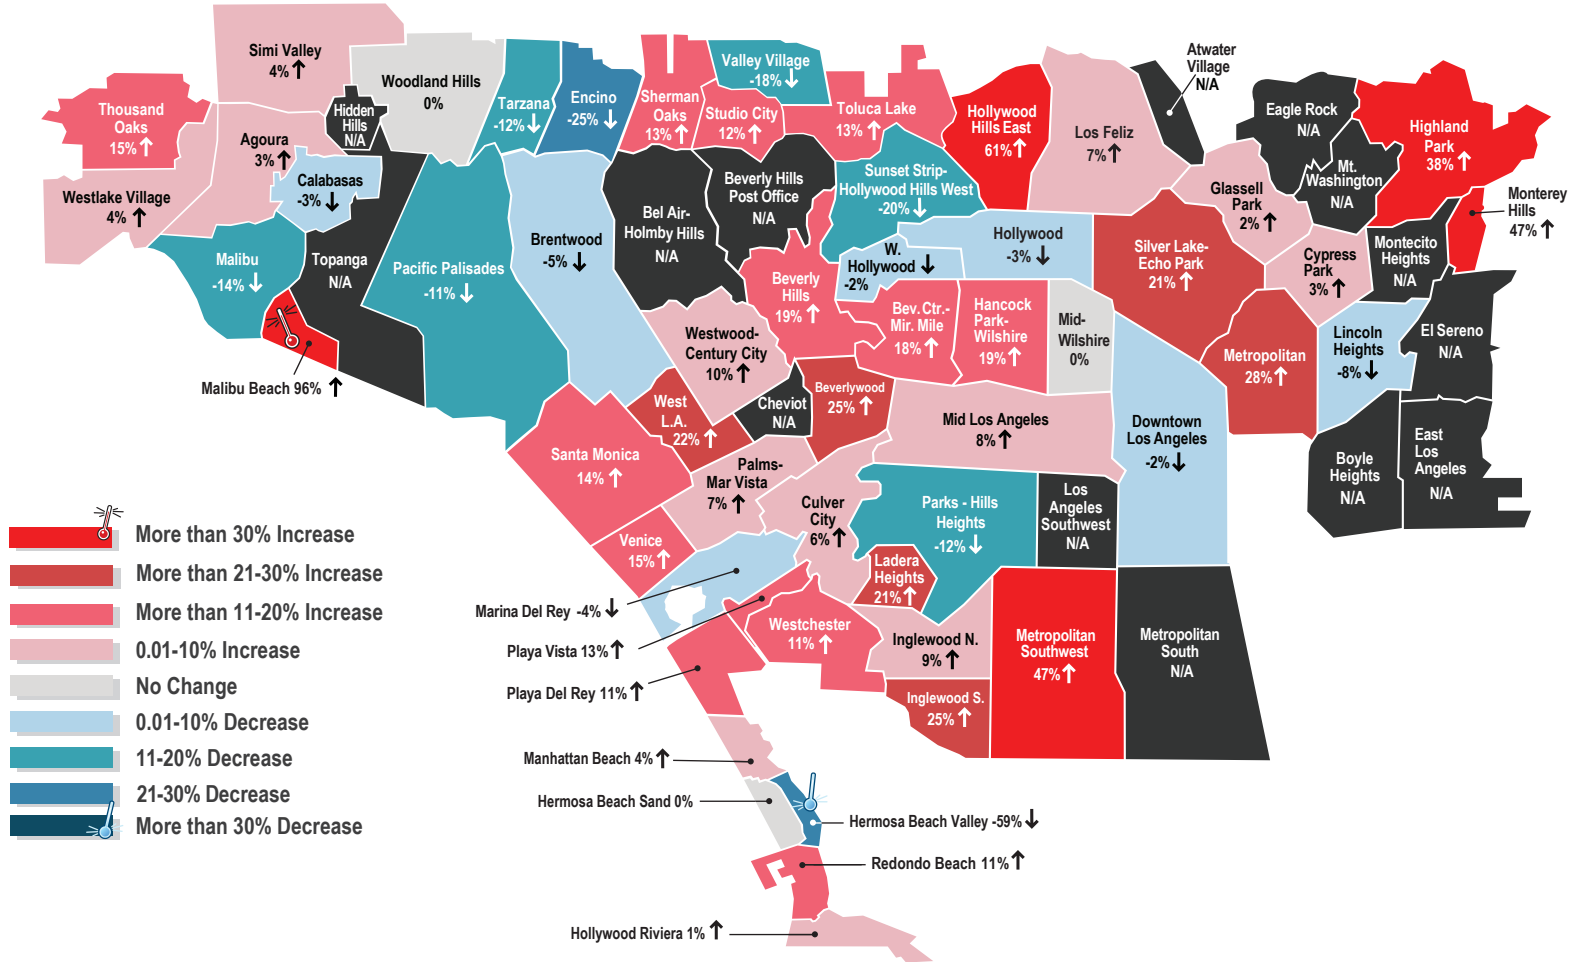 Simi Valley
4%
Woodland Hills
0%
Tarzana
-12%
Encino
-25%
Sherman
Oaks
13%
Valley Village
-18%
Studio City
12%
Toluca Lake
13%
Hollywood
Hills East
61%
Los Feliz
7%
Atwater
Village
N/A
Eagle Rock
N/A
Mt.
Washington
N/A
Highland
Park
38%
Monterey
Hills
47%
Thousand
Oaks
15%
Hidden
Hills
N/A
Agoura
3%
Calabasas
-3%
Westlake Village
4%
Malibu
-14%
Topanga
N/A
Pacific Palisades
-11%
Brentwood
-5%
Bel Air-
Holmby Hills
N/A
Beverly Hills
Post Office
N/A
Sunset Strip-
Hollywood Hills West
-20%
Hollywood
-3%
W.
Hollywood
-2%
Beverly
Hills
19%
Silver Lake-
Echo Park
21%
Glassell
Park
2%
Cypress
Park
3%
Montecito
Heights
N/A
Malibu Beach 96%
Westwood-
Century City
10%
Bev. Ctr.-
Mir. Mile
18%
Hancock
Park-
Wilshire
19%
Mid-
Wilshire
0%
Metropolitan
28%
Lincoln
Heights
-8%
El Sereno
N/A
West
L.A.
22%
Cheviot
N/A
Beverlywood
25%
Mid Los Angeles
8%
Downtown
Los Angeles
-2%
Boyle
Heights
N/A
East
Los
Angeles
N/A
Santa Monica
14%
Palms-
Mar Vista
7%
Culver
City
6%
Parks - Hills
Heights
-12%
Los
Angeles
Southwest
N/A
Venice
15%
Ladera
Heights
21%
Marina Del Rey -4%
Playa Vista 13%
Westchester
11%
Inglewood N.
9%
Metropolitan
Southwest
47%
Metropolitan
South
N/A
Playa Del Rey 11%
Inglewood S.
25%
Manhattan Beach 4%
Hermosa Beach Sand 0%
Hermosa Beach Valley -59%
Redondo Beach 11%
Hollywood Riviera 1%
More than 30% Increase
More than 21-30% Increase
More than 11-20% Increase
0.01-10% Increase
No Change
0.01-10% Decrease
11-20% Decrease
21-30% Decrease
More than 30% Decrease